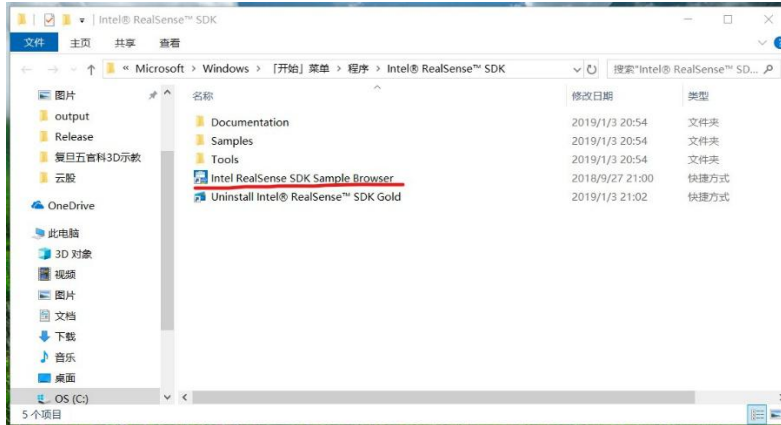 Intel® RealSense™ SDK
文件 主页 共享 查看
« Microsoft > Windows > 「开始」菜单 > 程序 > Intel® RealSense™ SDK 搜索"Intel® RealSense™ SD...
图片 名称 修改日期 类型
output Documentation 2019/1/3 20:54 文件夹
Release Samples 2019/1/3 20:54 文件夹
复旦五官科3D示教 Tools 2019/1/3 20:54 文件夹
云股 Intel RealSense SDK Sample Browser 2018/9/27 21:00 快捷方式
OneDrive Uninstall Intel® RealSense™ SDK Gold 2019/1/3 21:02 快捷方式
此电脑
3D 对象
视频
图片
文档
下载
音乐
桌面
OS (C:)
5 个项目